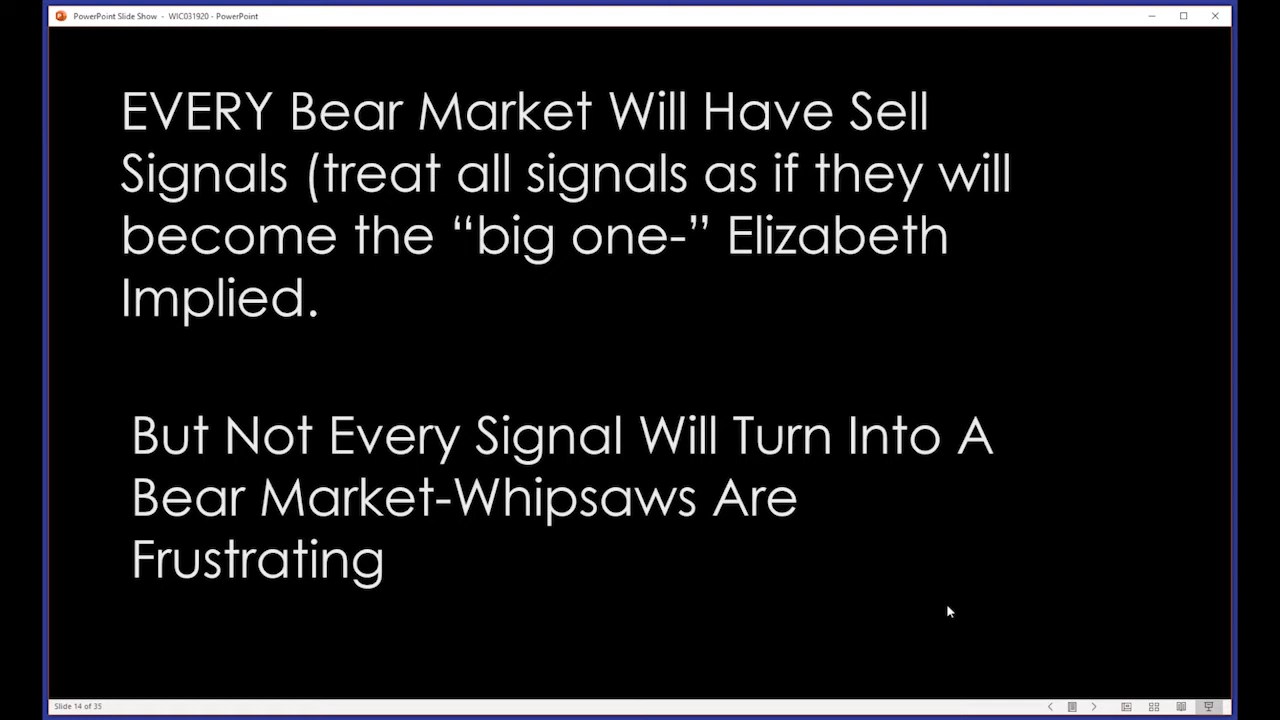 PowerPoint Slide Show - WIC031920 - PowerPoint
EVERY Bear Market Will Have Sell
Signals (treat all signals as if they will
become the “big one-” Elizabeth
Implied.
But Not Every Signal Will Turn Into A
Bear Market-Whipsaws Are
Frustrating
Slide 14 of 35